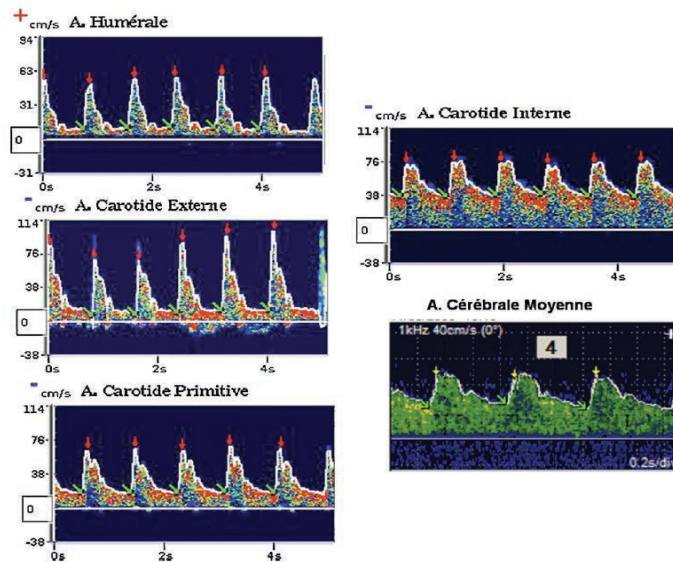 +
cm/s A. Humérale
94
63
31
0
-31
0s 2s 4s
- cm/s A. Carotide Externe
114
76
38
0
-38
0s 2s 4s
- cm/s A. Carotide Primitive
114
76
38
0
-38
0s 2s 4s
- cm/s A. Carotide Interne
114
76
38
0
-38
0s 2s 4s
A. Cérébrale Moyenne
1kHz 40cm/s (0°)
4
0.2s/div